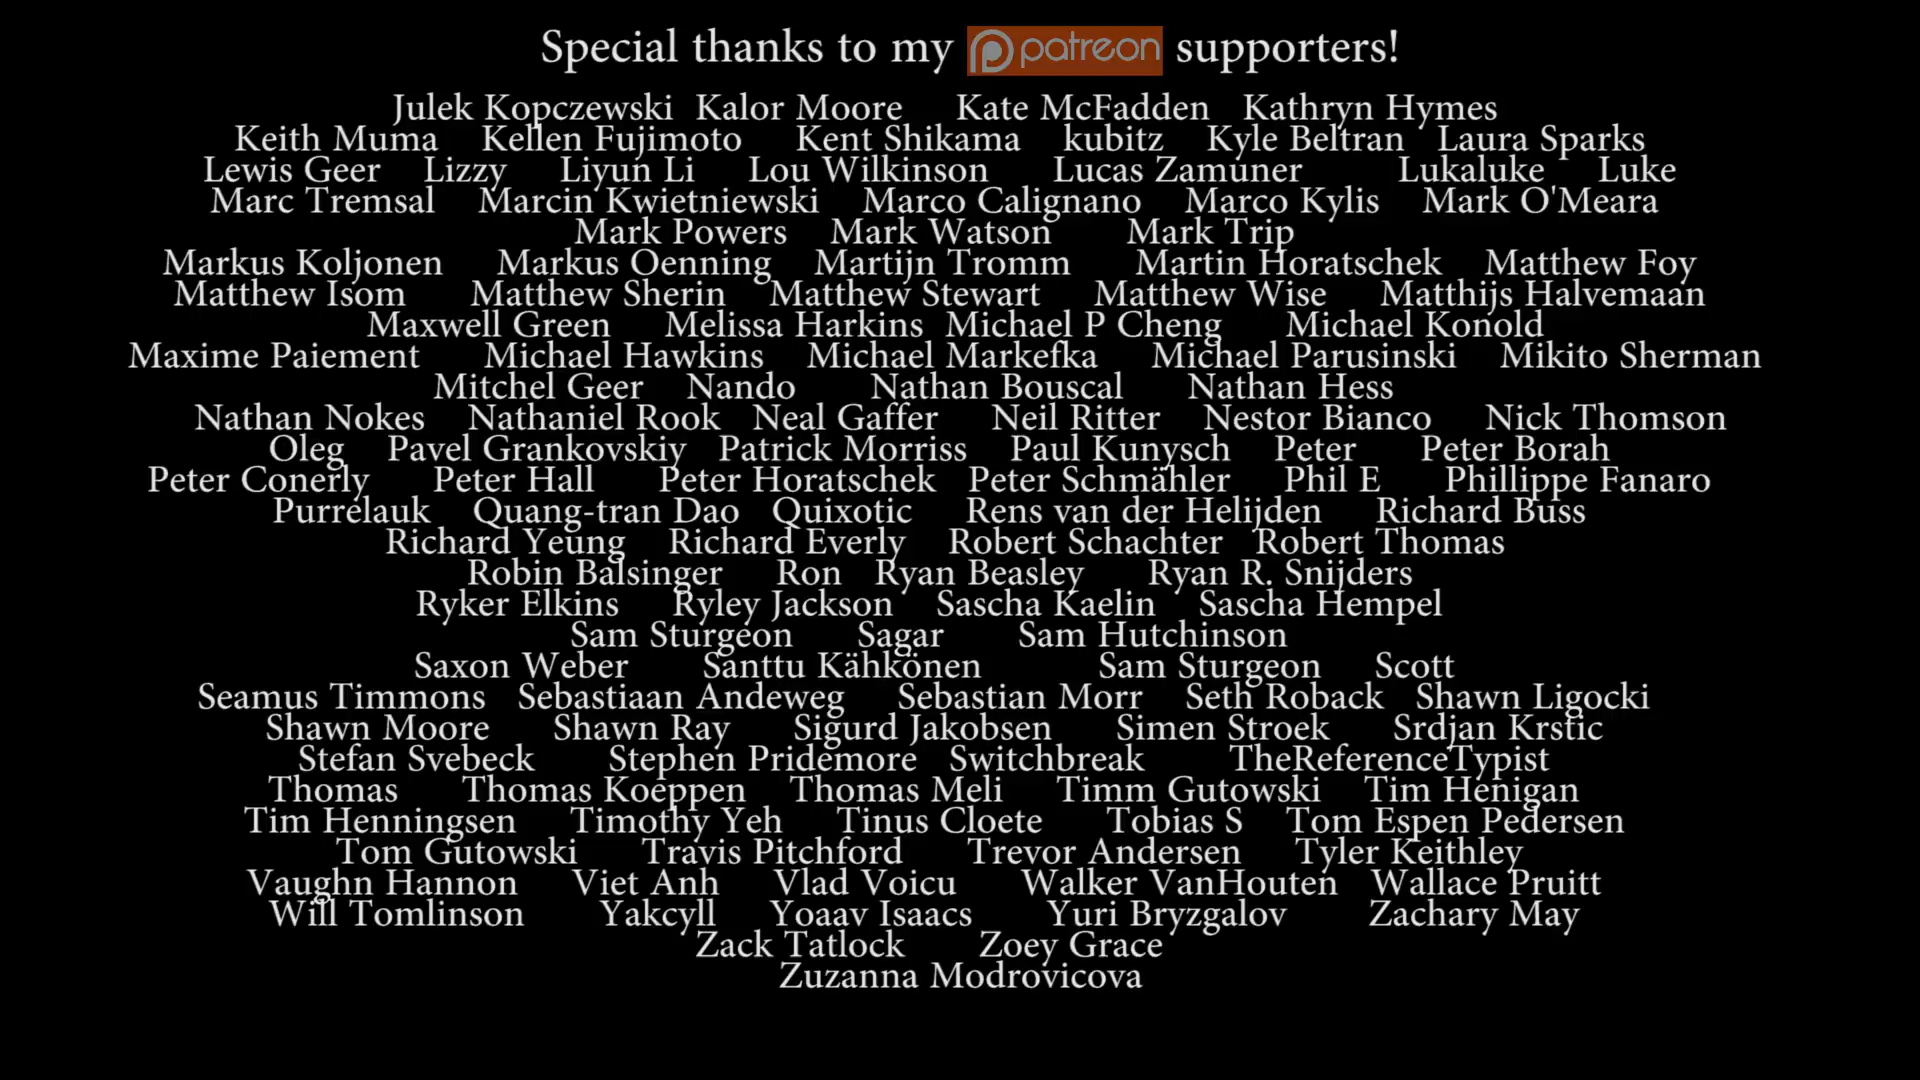 Special thanks to my patreon supporters!
Julek Kopczewski Kalor Moore Kate McFadden Kathryn Hymes
Keith Muma Kellen Fujimoto Kent Shikama kubitz Kyle Beltran Laura Sparks
Lewis Geer Lizzy Liyun Li Lou Wilkinson Lucas Zamuner Lukaluke Luke
Marc Tremsal Marcin Kwietniewski Marco Calignano Marco Kylis Mark O'Meara
Mark Powers Mark Watson Mark Trip
Markus Koljonen Markus Oenning Martijn Tromm Martin Horatschek Matthew Foy
Matthew Isom Matthew Sherin Matthew Stewart Matthew Wise Matthijs Halvemaan
Maxwell Green Melissa Harkins Michael P Cheng Michael Konold
Maxime Paiement Michael Hawkins Michael Markefka Michael Parusinski Mikito Sherman
Mitchel Geer Nando Nathan Bouscal Nathan Hess
Nathan Nokes Nathaniel Rook Neal Gaffer Neil Ritter Nestor Bianco Nick Thomson
Oleg Pavel Grankovskiy Patrick Morriss Paul Kunysch Peter Peter Borah
Peter Conerly Peter Hall Peter Horatschek Peter Schmähler Phil E Phillippe Fanaro
Purrelauk Quang-tran Dao Quixotic Rens van der Helijden Richard Buss
Richard Yeung Richard Everly Robert Schachter Robert Thomas
Robin Balsinger Ron Ryan Beasley Ryan R. Snijders
Ryker Elkins Ryley Jackson Sascha Kaelin Sascha Hempel
Sam Sturgeon Sagar Sam Hutchinson
Saxon Weber Santtu Kähkönen Sam Sturgeon Scott
Seamus Timmons Sebastiaan Andeweg Sebastian Morr Seth Roback Shawn Ligocki
Shawn Moore Shawn Ray Sigurd Jakobsen Simen Stroek Srdjan Krstic
Stefan Svebeck Stephen Pridemore Switchbreak TheReferenceTypist
Thomas Thomas Koeppen Thomas Meli Timm Gutowski Tim Henigan
Tim Henningsen Timothy Yeh Tinus Cloete Tobias S Tom Espen Pedersen
Tom Gutowski Travis Pitchford Trevor Andersen Tyler Keithley
Vaughn Hannon Viet Anh Vlad Voicu Walker VanHouten Wallace Pruitt
Will Tomlinson Yakcyll Yoaav Isaacs Yuri Bryzgalov Zachary May
Zack Tatlock Zoey Grace
Zuzanna Modrovicova